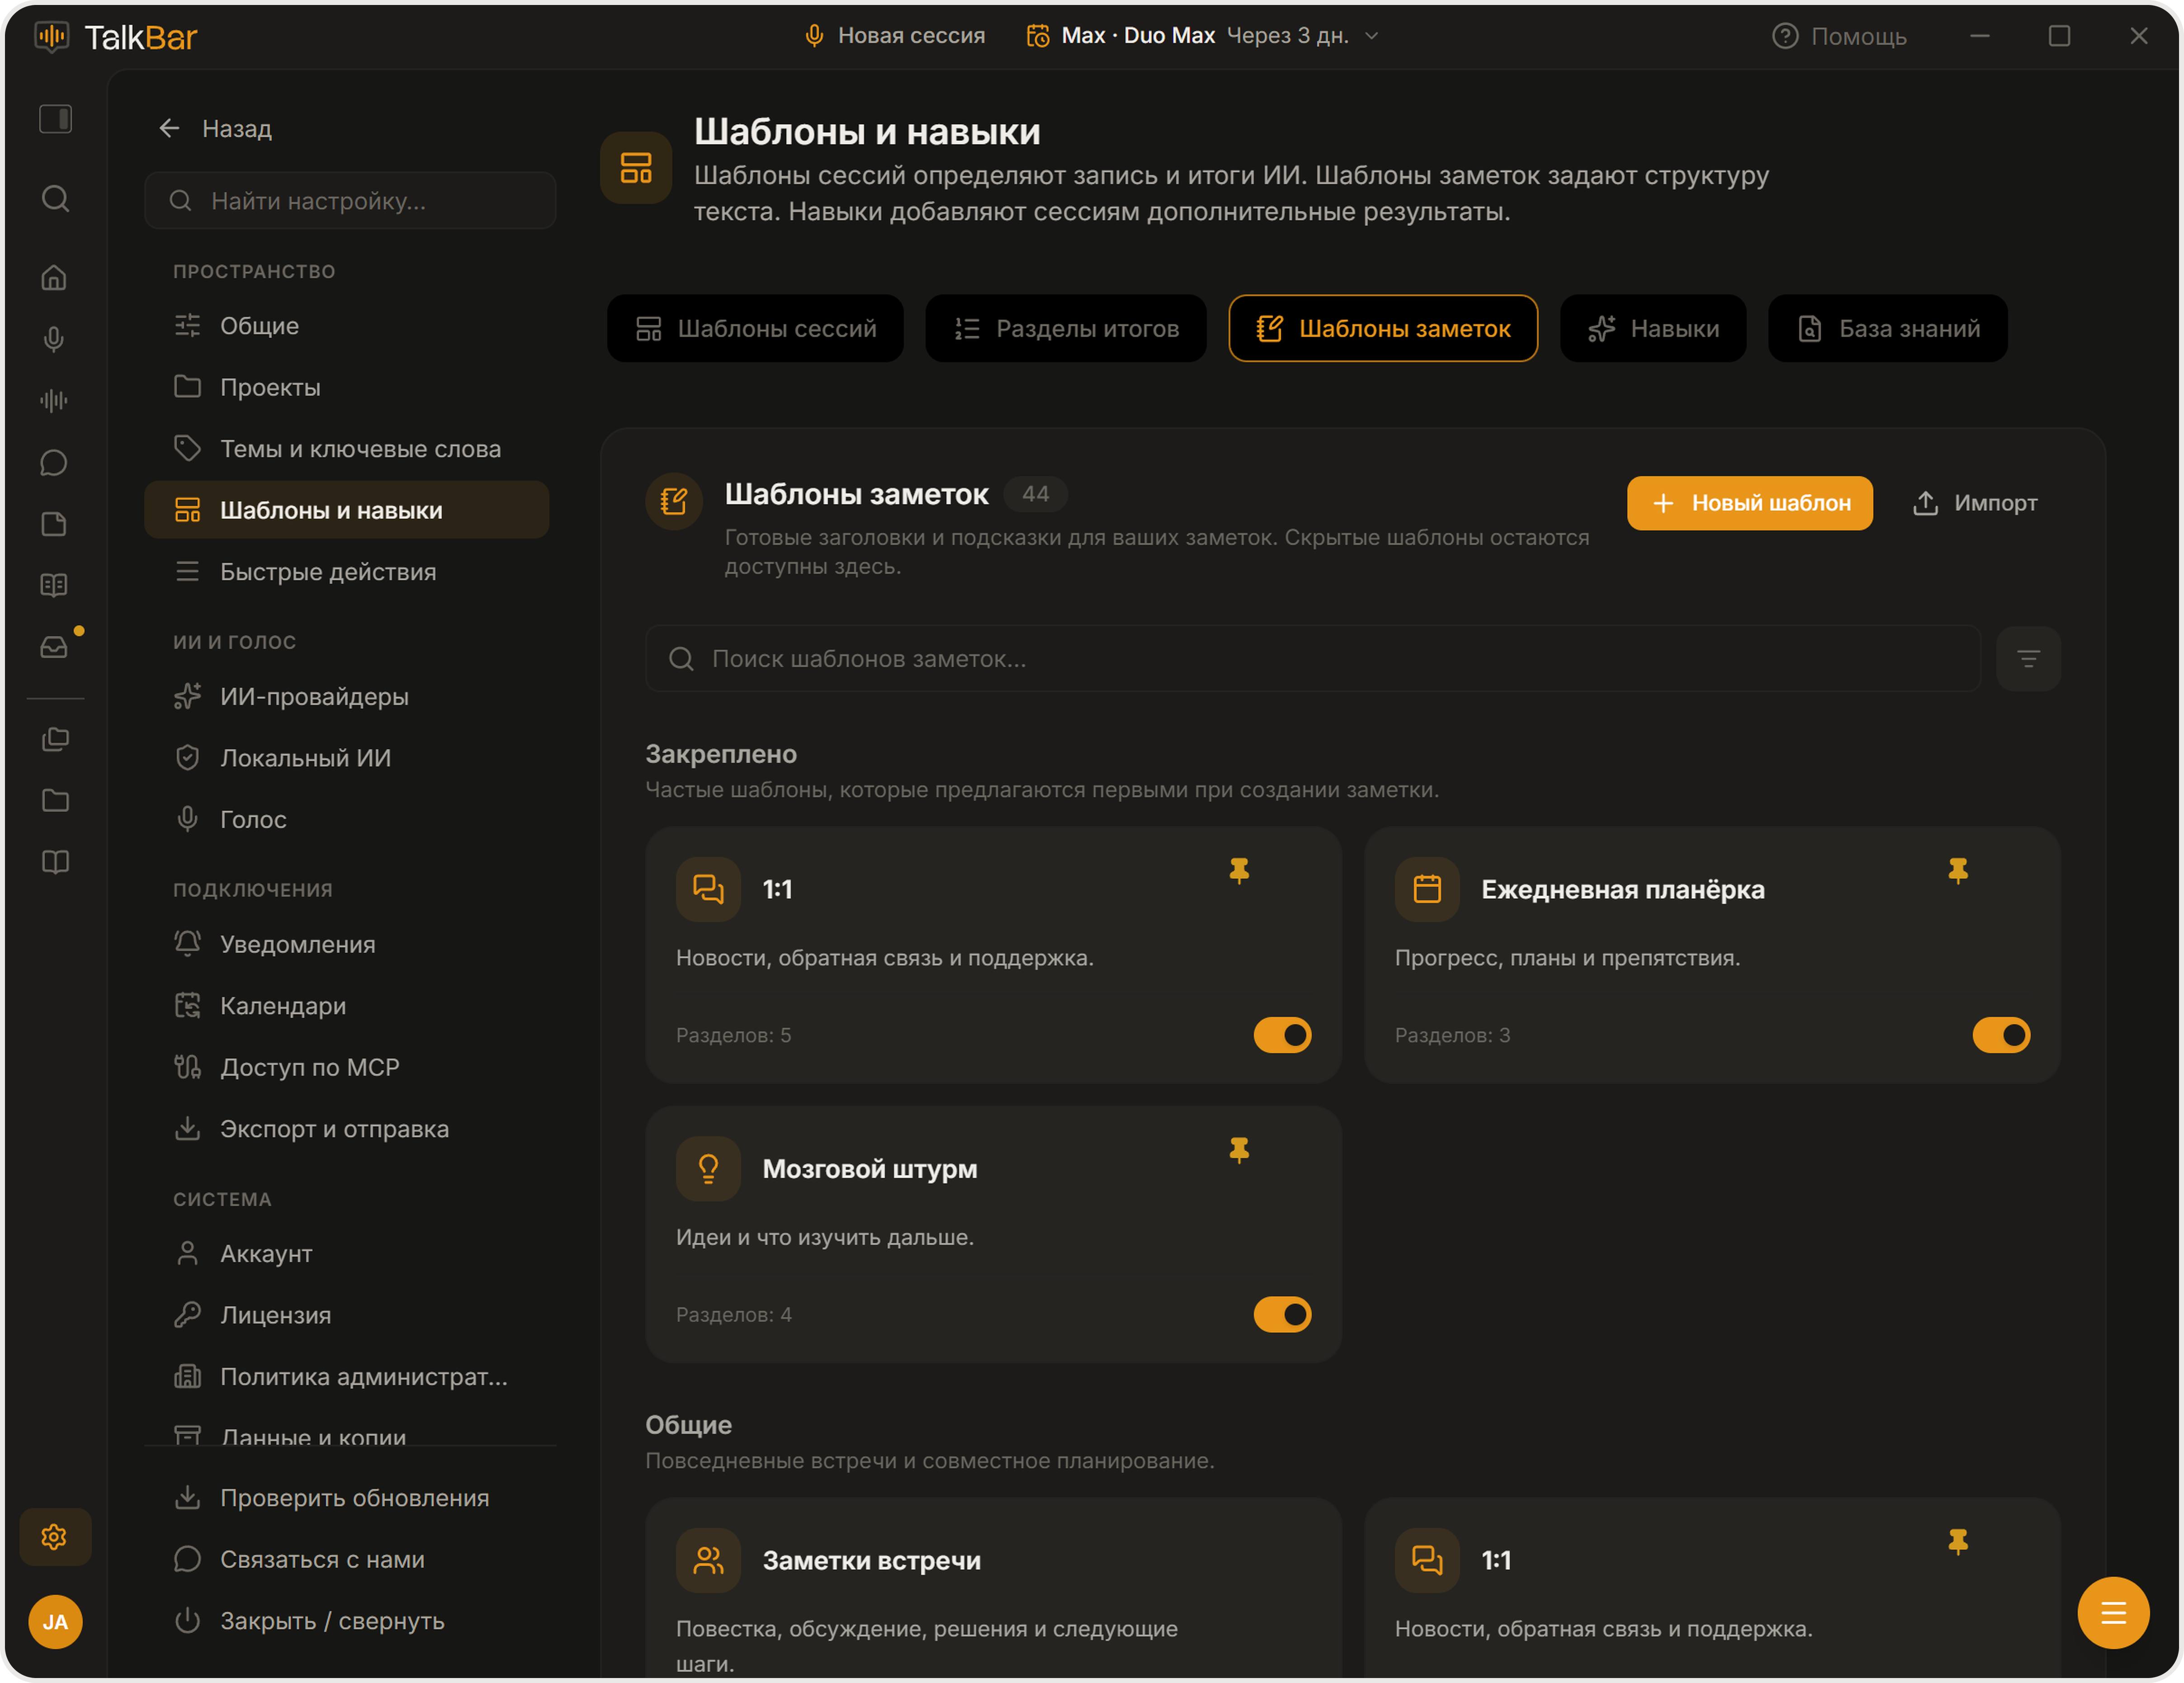 TalkBar
Новая сессия
Max · Duo Max Через 3 дн.
Помощь
Назад
Найти настройку...
ПРОСТРАНСТВО
Общие
Проекты
Темы и ключевые слова
Шаблоны и навыки
Быстрые действия
ИИ И ГОЛОС
ИИ-провайдеры
Локальный ИИ
Голос
ПОДКЛЮЧЕНИЯ
Уведомления
Календари
Доступ по MCP
Экспорт и отправка
СИСТЕМА
Аккаунт
Лицензия
Политика администрат...
Данные и копии
Проверить обновления
Связаться с нами
Закрыть / свернуть
JA
Шаблоны и навыки
Шаблоны сессий определяют запись и итоги ИИ. Шаблоны заметок задают структуру
текста. Навыки добавляют сессиям дополнительные результаты.
Шаблоны сессий
Разделы итогов
Шаблоны заметок
Навыки
База знаний
Шаблоны заметок 44
Готовые заголовки и подсказки для ваших заметок. Скрытые шаблоны остаются
доступны здесь.
Новый шаблон
Импорт
Поиск шаблонов заметок...
Закреплено
Частые шаблоны, которые предлагаются первыми при создании заметки.
1:1
Новости, обратная связь и поддержка.
Разделов: 5
Ежедневная планёрка
Прогресс, планы и препятствия.
Разделов: 3
Мозговой штурм
Идеи и что изучить дальше.
Разделов: 4
Общие
Повседневные встречи и совместное планирование.
Заметки встречи
Повестка, обсуждение, решения и следующие
шаги.
1:1
Новости, обратная связь и поддержка.